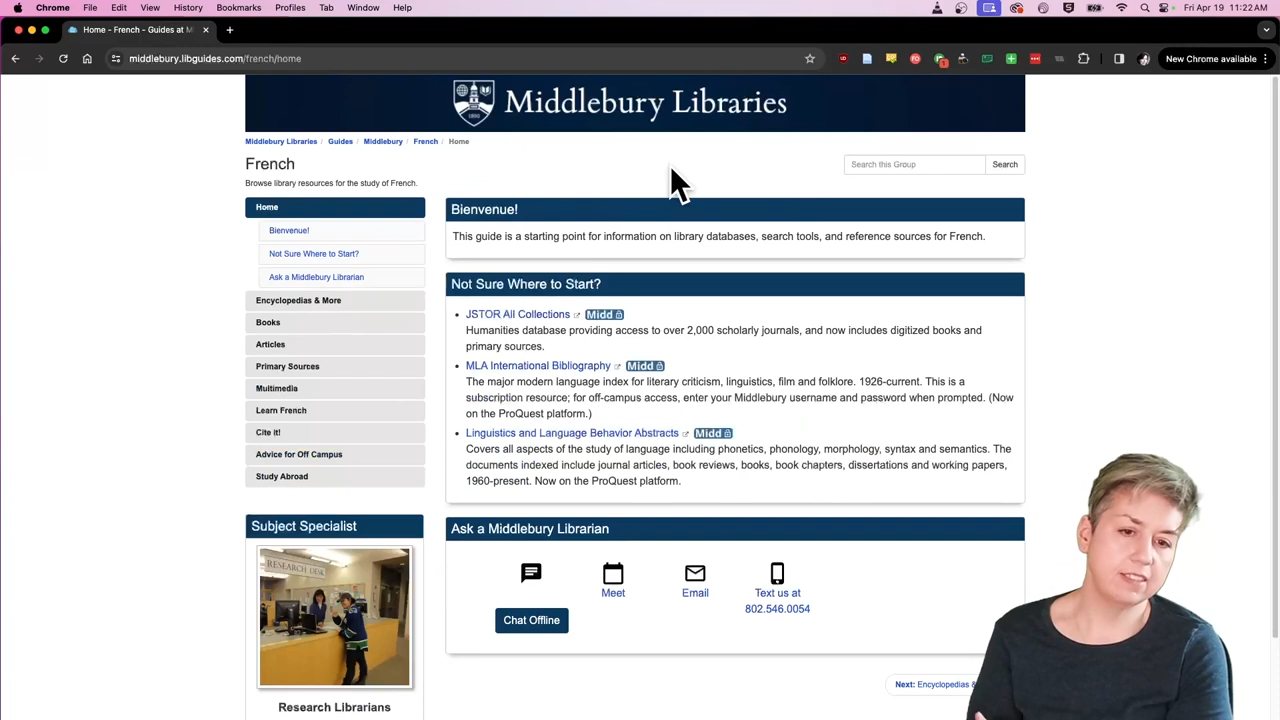 Chrome File Edit View History Bookmarks Profiles Tab Window Help Fri Apr 19 11:22 AM
Home - French - Guides at M
middlebury.libguides.com/french/home New Chrome available
Middlebury Libraries
Middlebury Libraries / Guides / Middlebury / French / Home
French
Search this Group Search
Browse library resources for the study of French.
Home
Bienvenue!
Not Sure Where to Start?
Ask a Middlebury Librarian
Encyclopedias & More
Books
Articles
Primary Sources
Multimedia
Learn French
Cite it!
Advice for Off Campus
Study Abroad
Subject Specialist
RESEARCH DESK
Research Librarians
Bienvenue!
This guide is a starting point for information on library databases, search tools, and reference sources for French.
Not Sure Where to Start?
• JSTOR All Collections Midd
Humanities database providing access to over 2,000 scholarly journals, and now includes digitized books and
primary sources.
• MLA International Bibliography Midd
The major modern language index for literary criticism, linguistics, film and folklore. 1926-current. This is a
subscription resource; for off-campus access, enter your Middlebury username and password when prompted. (Now
on the ProQuest platform.)
• Linguistics and Language Behavior Abstracts Midd
Covers all aspects of the study of language including phonetics, phonology, morphology, syntax and semantics. The
documents indexed include journal articles, book reviews, books, book chapters, dissertations and working papers,
1960-present. Now on the ProQuest platform.
Ask a Middlebury Librarian
Chat Offline
Meet
Email
Text us at
802.546.0054
Next: Encyclopedias &